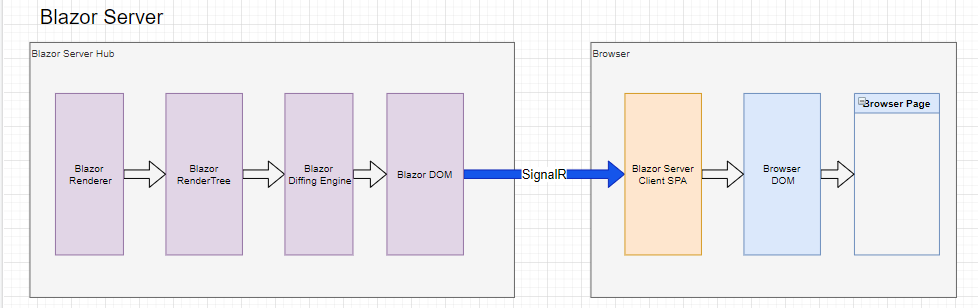 Blazor Server
Blazor Server Hub
Browser
Blazor
Renderer
Blazor
RenderTree
Blazor
Diffing Engine
Blazor DOM
SignalR
Blazor Server
Client SPA
Browser
DOM
Browser Page